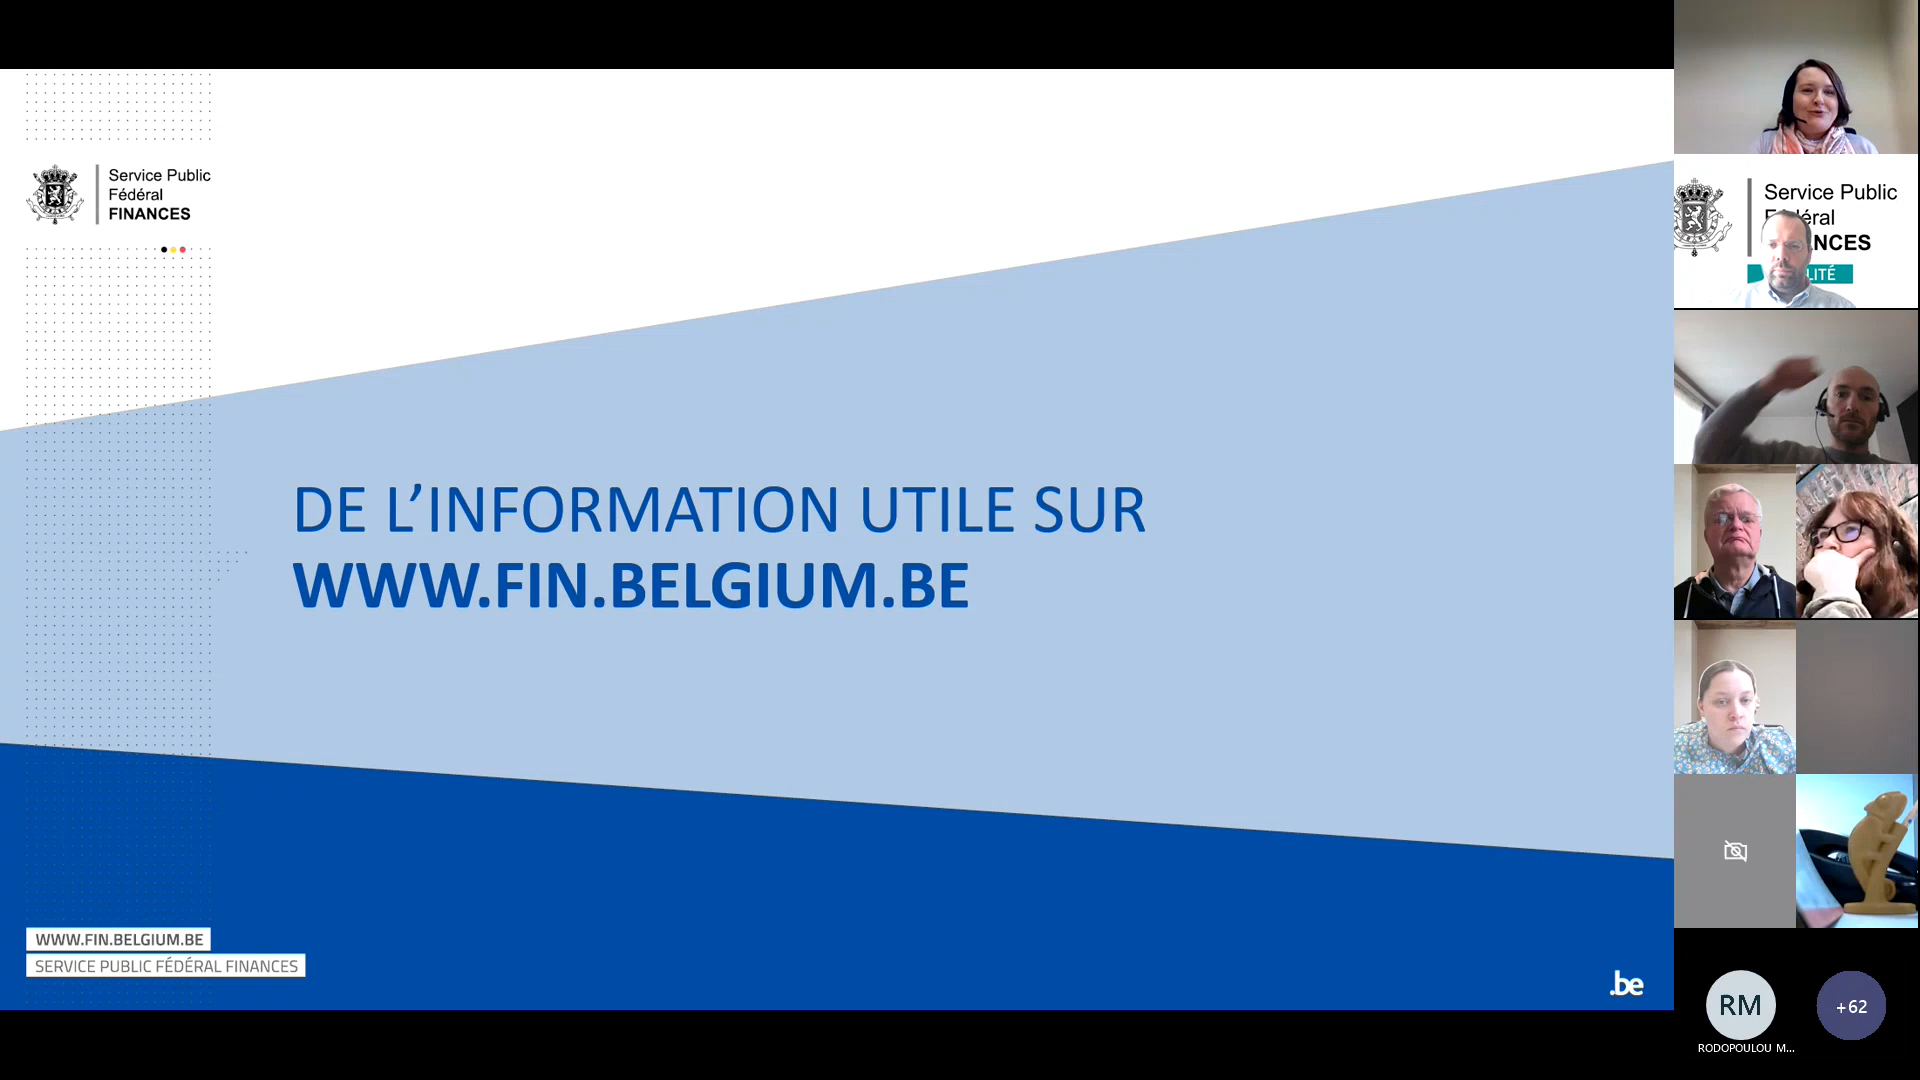 Service Public
Fédéral
FINANCES
DE L’INFORMATION UTILE SUR
WWW.FIN.BELGIUM.BE
WWW.FIN.BELGIUM.BE
SERVICE PUBLIC FÉDÉRAL FINANCES
.be
Service Public
NCES
LITÉ
RM
RODOPOULOU M...
+62